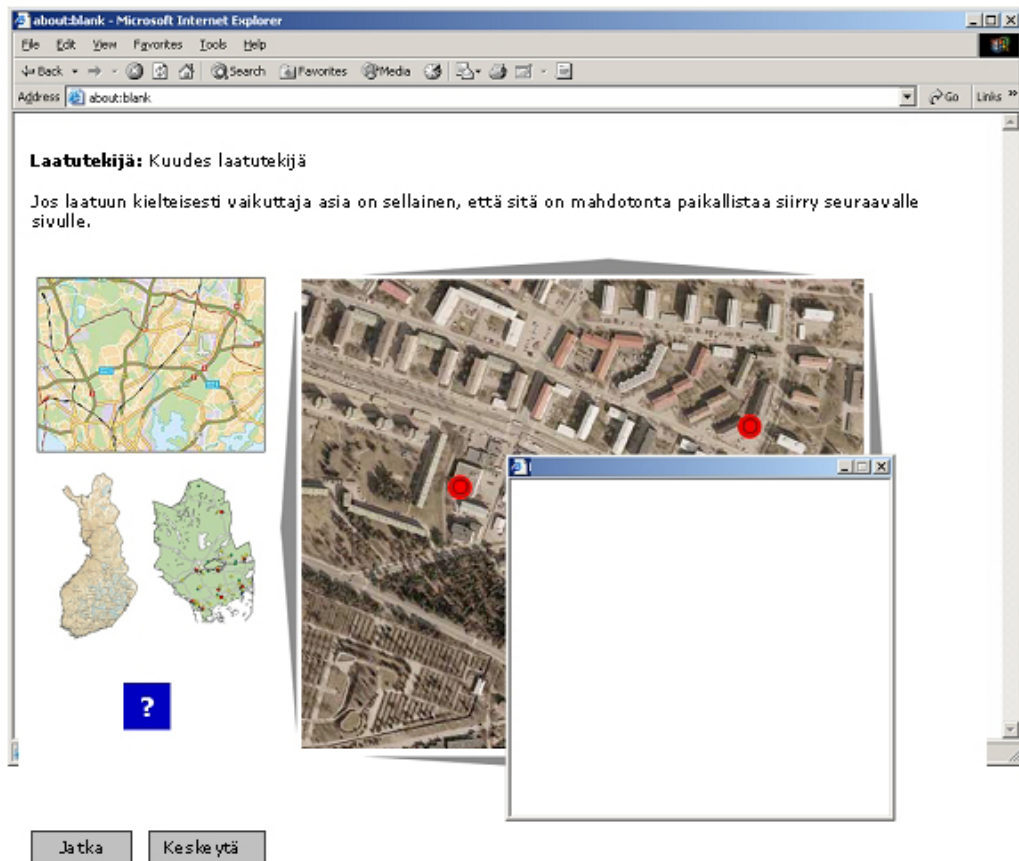 about:blank - Microsoft Internet Explorer
File Edit View Favorites Tools Help
Back Search Favorites Media
Address about:blank Go Links »
Laatutekijä: Kuudes laatutekijä
Jos laatuun kielteisesti vaikuttaja asia on sellainen, että sitä on mahdotonta paikallistaa siirry seuraavalle
sivulle.
?
Jatka Keskeytä